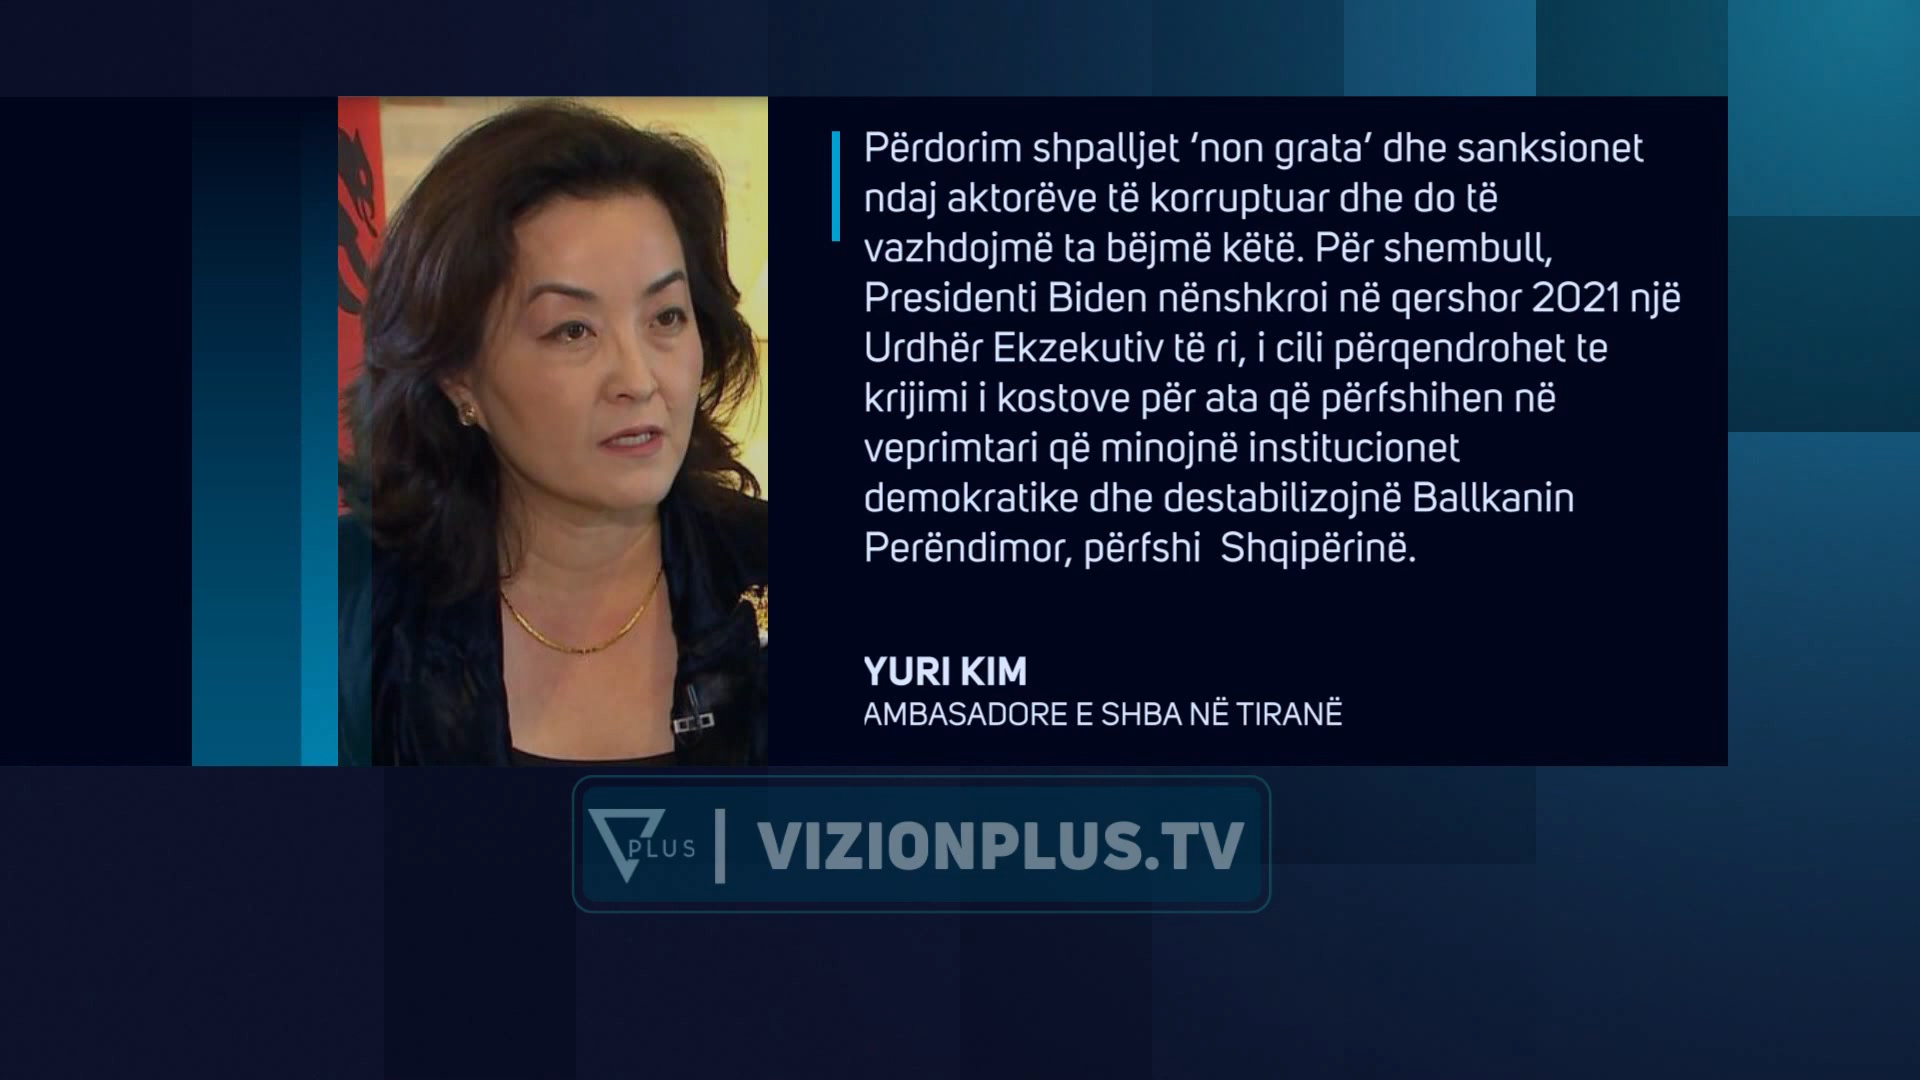 Përdorim shpalljet ‘non grata’ dhe sanksionet
ndaj aktorëve të korruptuar dhe do të
vazhdojmë ta bëjmë këtë. Për shembull,
Presidenti Biden nënshkroi në qershor 2021 një
Urdhër Ekzekutiv të ri, i cili përqendrohet te
krijimi i kostove për ata që përfshihen në
veprimtari që minojnë institucionet
demokratike dhe destabilizojnë Ballkanin
Perëndimor, përfshi  Shqipërinë.
YURI KIM
AMBASADORE E SHBA NË TIRANË
PLUS | VIZIONPLUS.TV